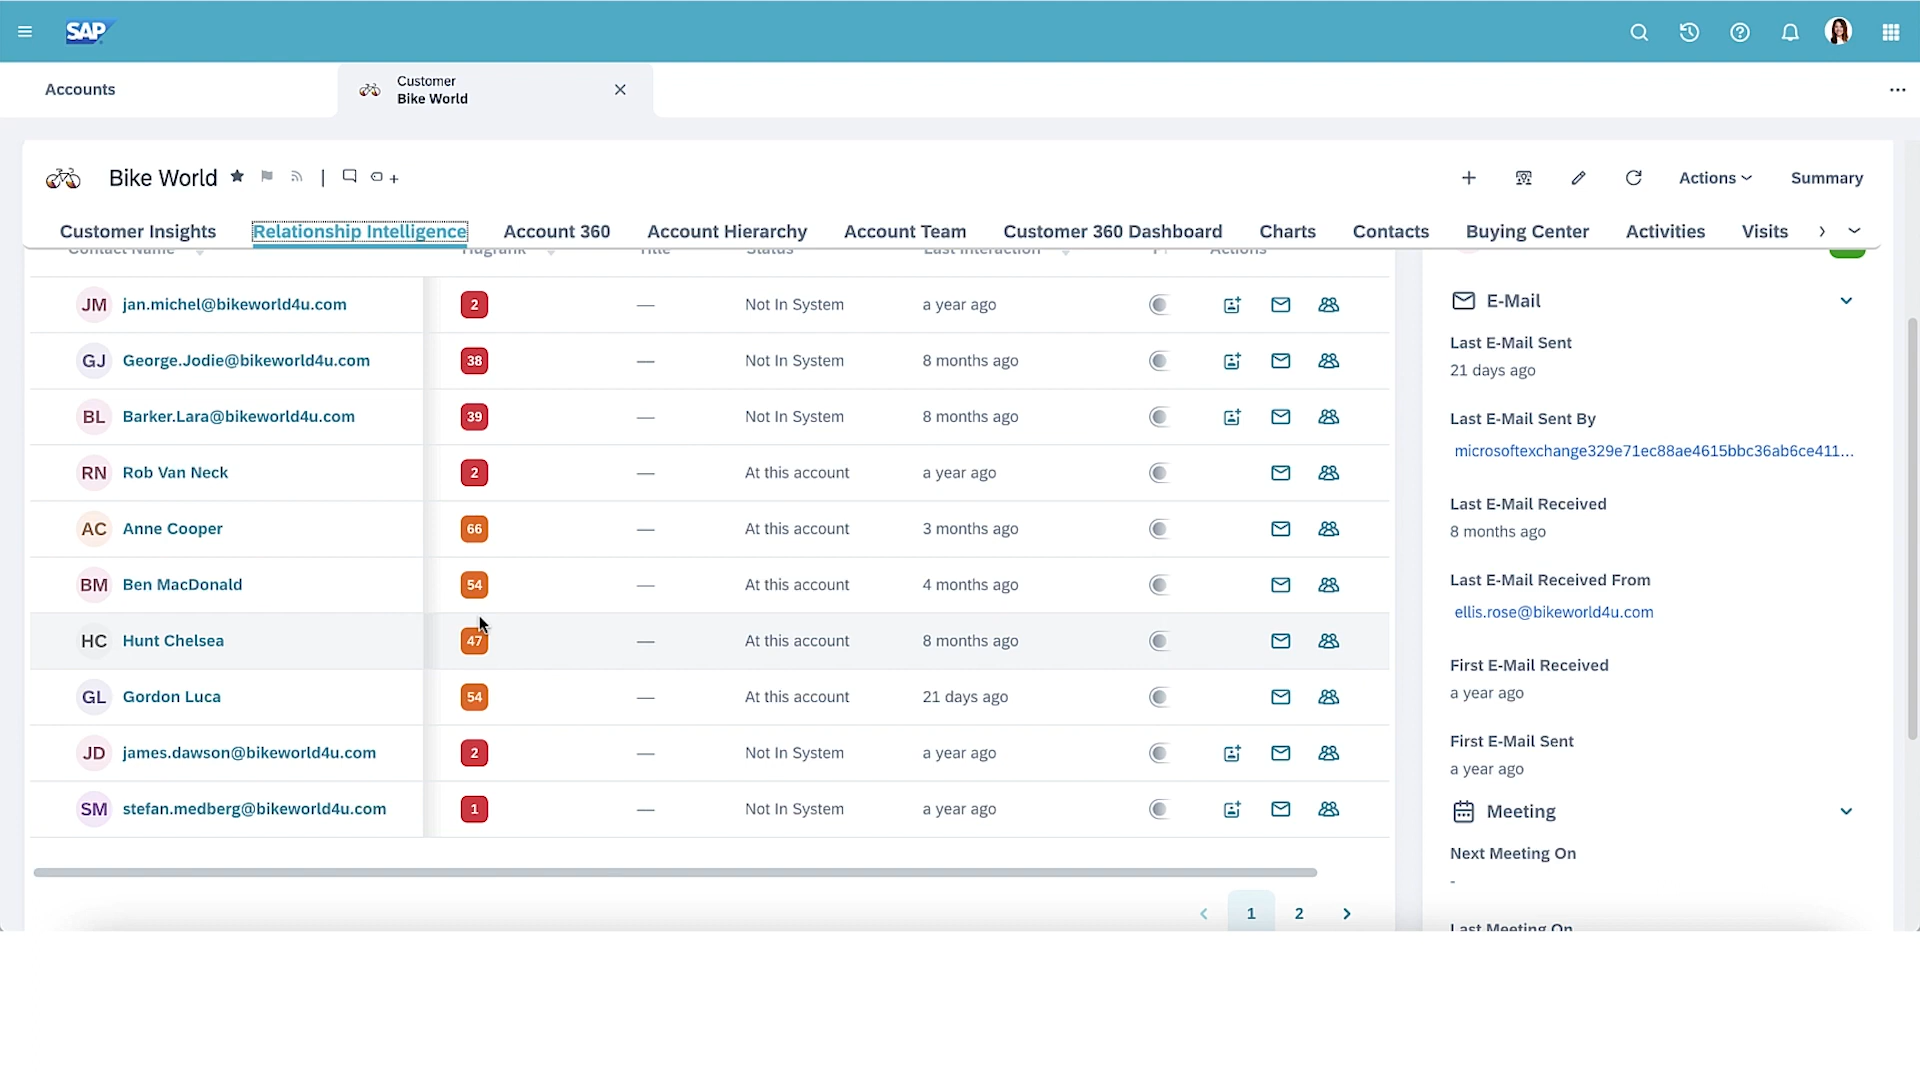 SAP
Accounts
Customer
Bike World
Bike World
Actions
Summary
Customer Insights
Relationship Intelligence
Account 360
Account Hierarchy
Account Team
Customer 360 Dashboard
Charts
Contacts
Buying Center
Activities
Visits
Contact Name Hugrank Title Status Last Interaction Actions
JM jan.michel@bikeworld4u.com 2 — Not In System a year ago
GJ George.Jodie@bikeworld4u.com 38 — Not In System 8 months ago
BL Barker.Lara@bikeworld4u.com 39 — Not In System 8 months ago
RN Rob Van Neck 2 — At this account a year ago
AC Anne Cooper 66 — At this account 3 months ago
BM Ben MacDonald 54 — At this account 4 months ago
HC Hunt Chelsea 47 — At this account 8 months ago
GL Gordon Luca 54 — At this account 21 days ago
JD james.dawson@bikeworld4u.com 2 — Not In System a year ago
SM stefan.medberg@bikeworld4u.com 1 — Not In System a year ago
1 2
E-Mail
Last E-Mail Sent
21 days ago
Last E-Mail Sent By
microsoftexchange329e71ec88ae4615bbc36ab6ce411...
Last E-Mail Received
8 months ago
Last E-Mail Received From
ellis.rose@bikeworld4u.com
First E-Mail Received
a year ago
First E-Mail Sent
a year ago
Meeting
Next Meeting On
-
Last Meeting On